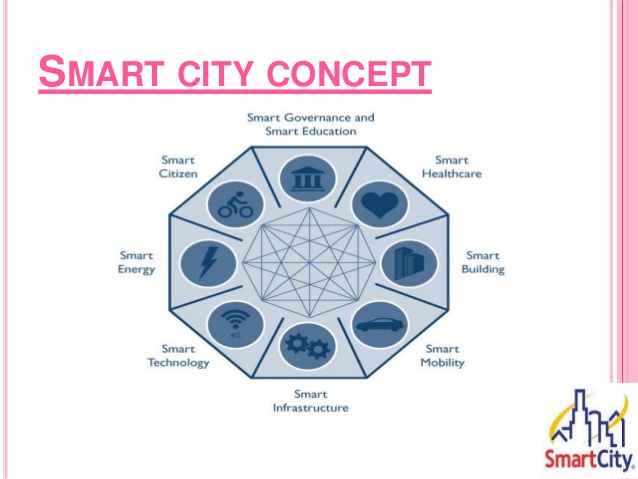 SMART CITY CONCEPT
Smart Governance and
Smart Education
Smart
Citizen
Smart
Healthcare
Smart
Energy
Smart
Building
4G
Smart
Technology
Smart
Mobility
Smart
Infrastructure
SmartCity®